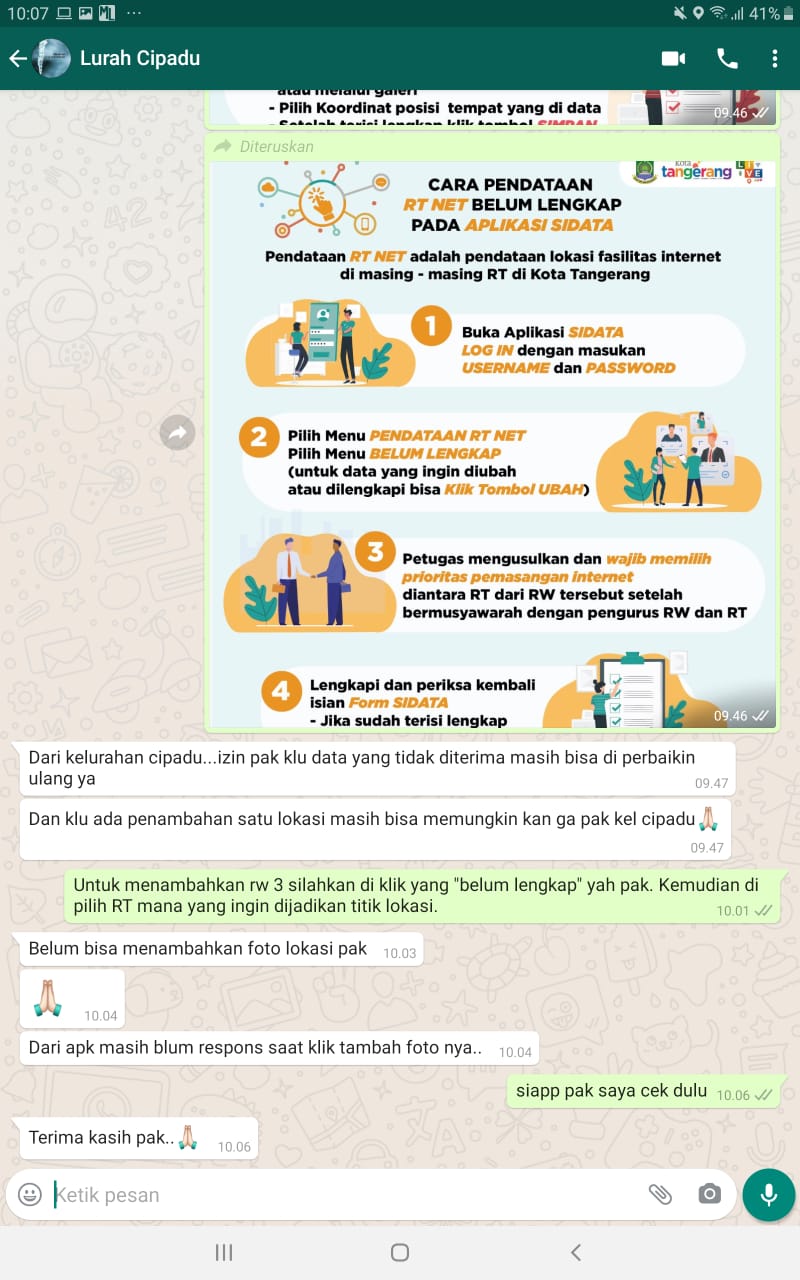 10:07
41%
Lurah Cipadu
atau melalui galeri
- Pilih Koordinat posisi tempat yang di data
- Setelah terisi lengkap klik tombol SIMPAN
09.46
Diteruskan
Kota
tangerang
LIVE
CARA PENDATAAN
RT NET BELUM LENGKAP
PADA APLIKASI SIDATA
Pendataan RT NET adalah pendataan lokasi fasilitas internet
di masing - masing RT di Kota Tangerang
1
Buka Aplikasi SIDATA
LOG IN dengan masukan
USERNAME dan PASSWORD
2
Pilih Menu PENDATAAN RT NET
Pilih Menu BELUM LENGKAP
(untuk data yang ingin diubah
atau dilengkapi bisa Klik Tombol UBAH)
3
Petugas mengusulkan dan wajib memilih
prioritas pemasangan internet
diantara RT dari RW tersebut setelah
bermusyawarah dengan pengurus RW dan RT
4
Lengkapi dan periksa kembali
isian Form SIDATA
- Jika sudah terisi lengkap
09.46
Dari kelurahan cipadu...izin pak klu data yang tidak diterima masih bisa di perbaikin
ulang ya
09.47
Dan klu ada penambahan satu lokasi masih bisa memungkin kan ga pak kel cipadu🙏🏻
09.47
Untuk menambahkan rw 3 silahkan di klik yang "belum lengkap" yah pak. Kemudian di
pilih RT mana yang ingin dijadikan titik lokasi.
10.01
Belum bisa menambahkan foto lokasi pak 10.03
🙏🏻 10.04
Dari apk masih blum respons saat klik tambah foto nya.. 10.04
siapp pak saya cek dulu 10.06
Terima kasih pak..🙏🏻 10.06
Ketik pesan